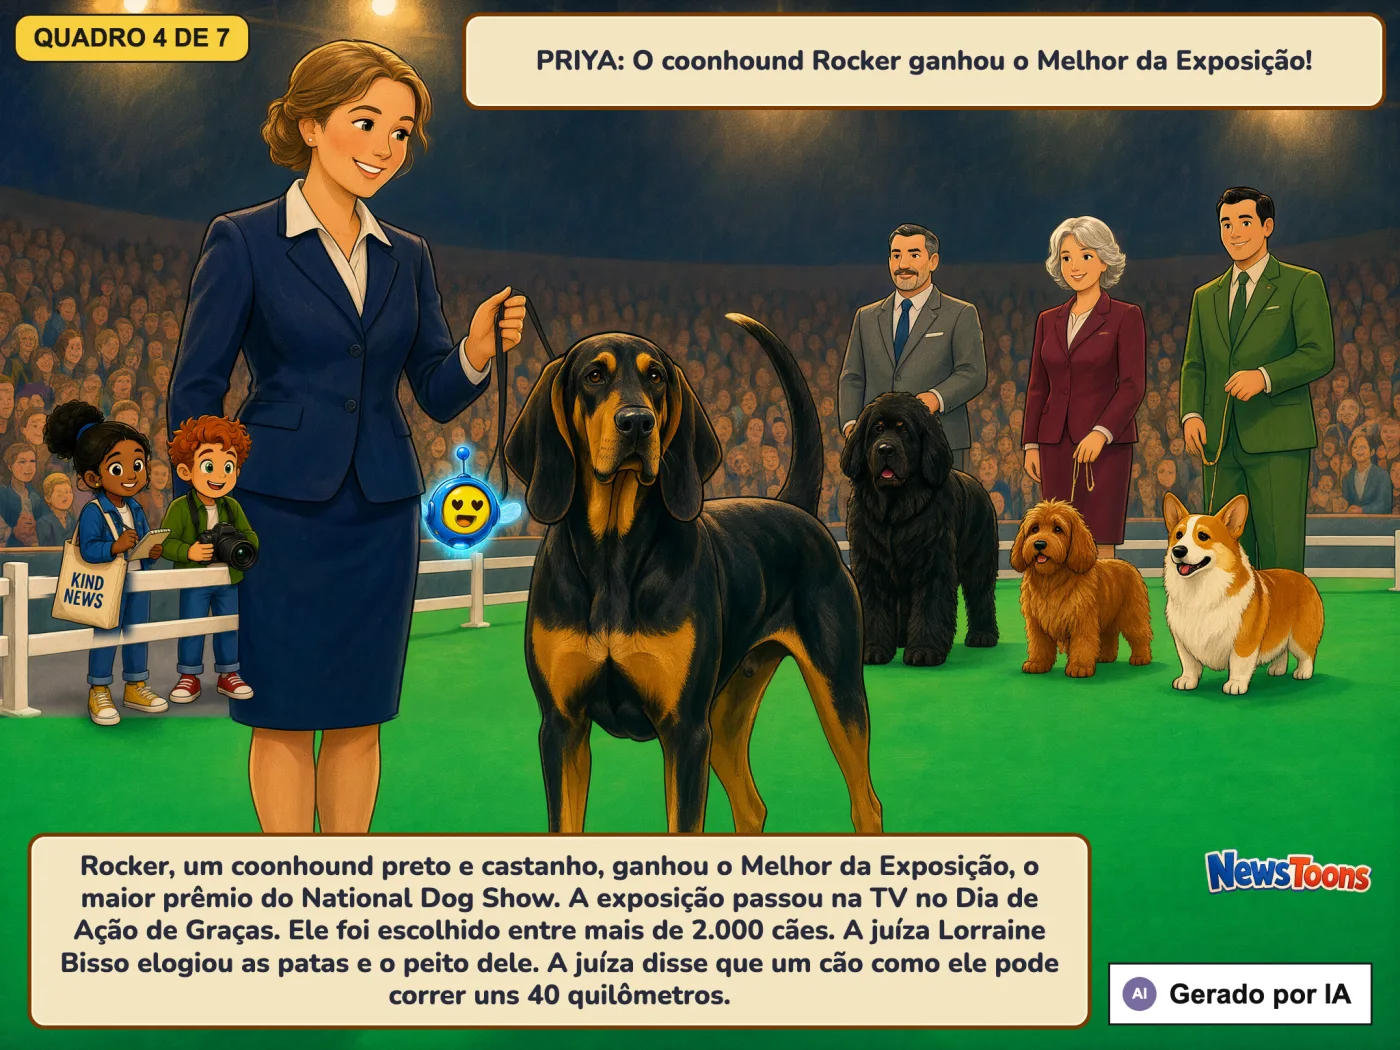 QUADRO 4 DE 7
PRIYA: O coonhound Rocker ganhou o Melhor da Exposição!
KIND
NEWS
Rocker, um coonhound preto e castanho, ganhou o Melhor da Exposição, o
maior prêmio do National Dog Show. A exposição passou na TV no Dia de
Ação de Graças. Ele foi escolhido entre mais de 2.000 cães. A juíza Lorraine
Bisso elogiou as patas e o peito dele. A juíza disse que um cão como ele pode
correr uns 40 quilômetros.
NewsToons
AI Gerado por IA